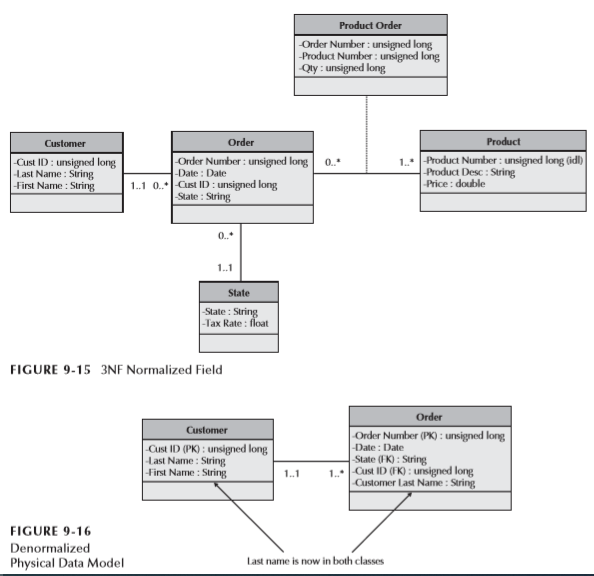 Product Order
-Order Number : unsigned long
-Product Number : unsigned long
-Qty : unsigned long
Customer
-Cust ID : unsigned long
-Last Name : String
-First Name : String
1..1 0..*
Order
-Order Number : unsigned long
-Date : Date
-Cust ID : unsigned long
-State : String
0..*
1..*
Product
-Product Number : unsigned long (idl)
-Product Desc : String
-Price : double
0..*
1..1
State
-State : String
-Tax Rate : float
FIGURE 9-15 3NF Normalized Field
Customer
-Cust ID (PK) : unsigned long
-Last Name : String
-First Name : String
1..1
1..*
Order
-Order Number (PK) : unsigned long
-Date : Date
-State (FK) : String
-Cust ID (FK) : unsigned long
-Customer Last Name : String
FIGURE 9-16
Denormalized
Physical Data Model
Last name is now in both classes